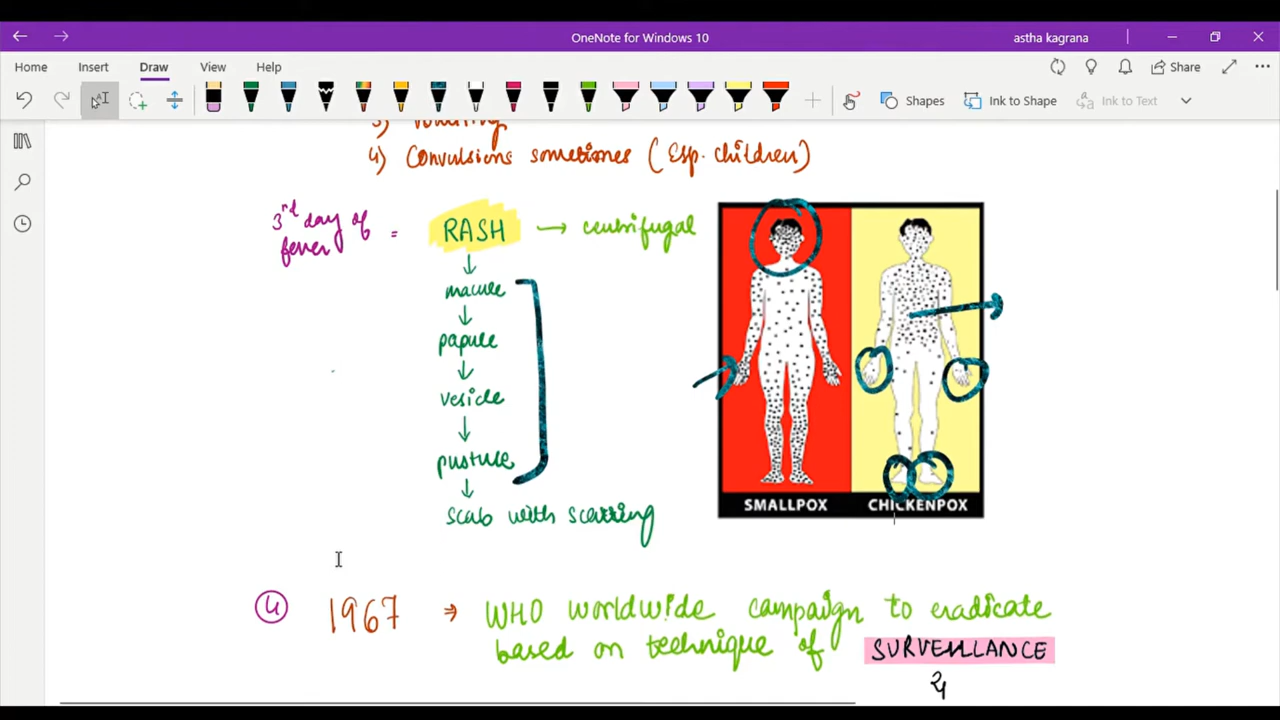 OneNote for Windows 10
astha kagrana
Home
Insert
Draw
View
Help
Share
Shapes
Ink to Shape
Ink to Text
3)
4) Convulsions sometimes (Esp. children)
3rd day of
fever
=
RASH → centrifugal
↓
macule
↓
papule
↓
vesicle
↓
pustule
↓
scab with scarring
SMALLPOX
CHICKENPOX
4
1967 ⇒ WHO worldwide campaign to eradicate
based on technique of SURVEILLANCE